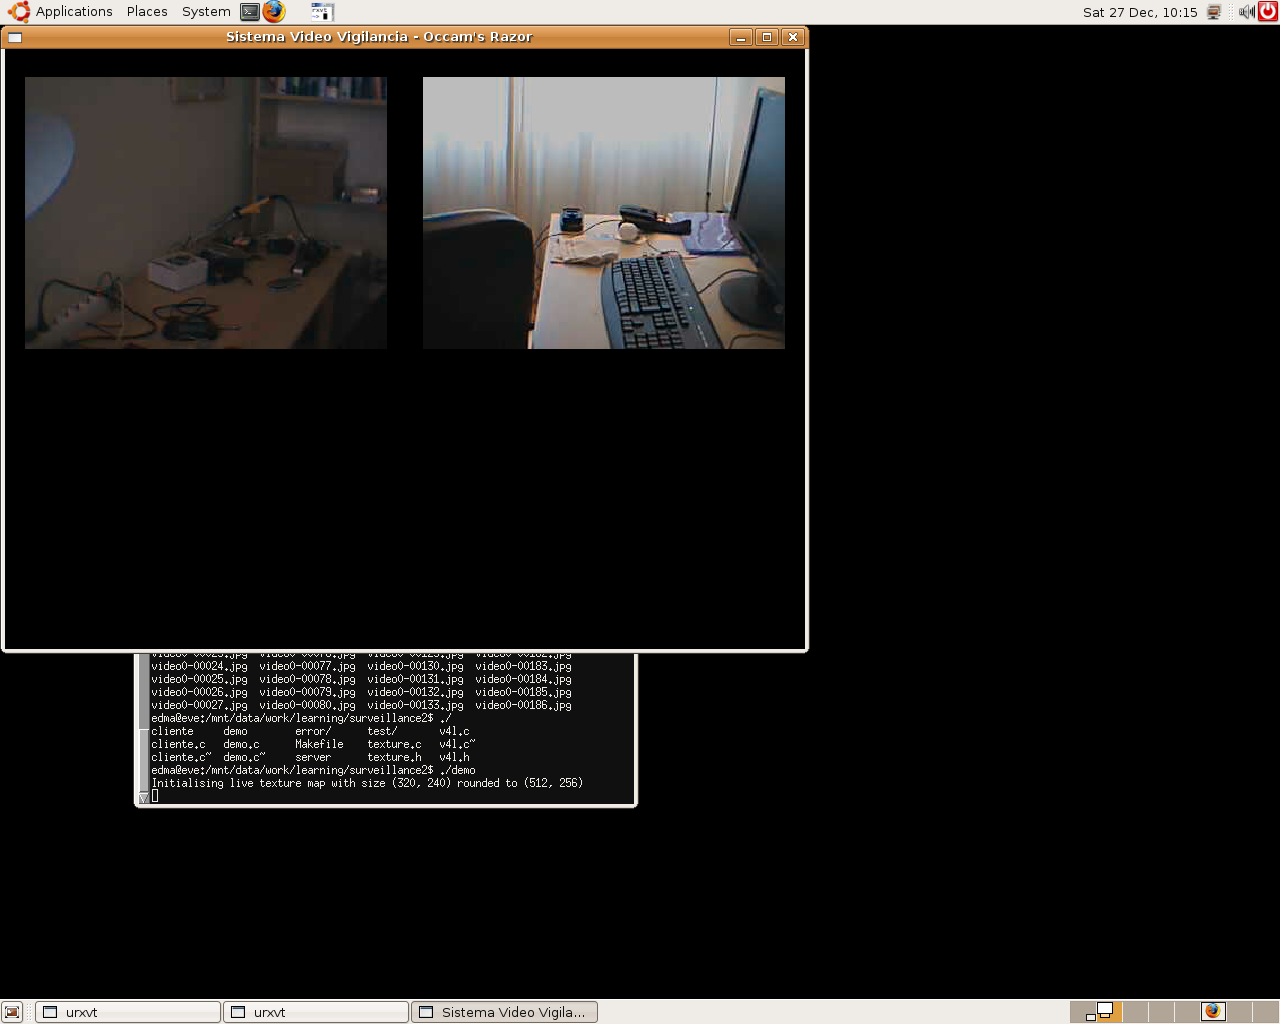 Applications Places System Sat 27 Dec, 10:15
Sistema Video Vigilancia - Occam's Razor
video0-00024.jpg video0-00077.jpg video0-00130.jpg video0-00183.jpg
video0-00025.jpg video0-00078.jpg video0-00131.jpg video0-00184.jpg
video0-00026.jpg video0-00079.jpg video0-00132.jpg video0-00185.jpg
video0-00027.jpg video0-00080.jpg video0-00133.jpg video0-00186.jpg
edma@eve:/mnt/data/work/learning/surveillance2$ ./
cliente demo error/ test/ v4l.c
cliente.c demo.c Makefile texture.c v4l.c~
cliente.c~ demo.c~ server texture.h v4l.h
edma@eve:/mnt/data/work/learning/surveillance2$ ./demo
Initialising live texture map with size (320, 240) rounded to (512, 256)
urxvt urxvt Sistema Video Vigila...